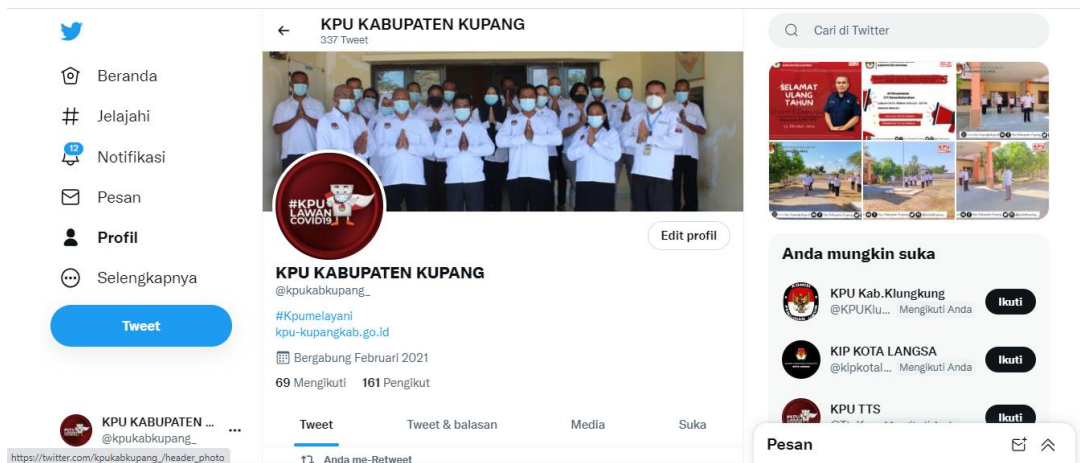 KPU KABUPATEN KUPANG
337 Tweet
Cari di Twitter
Beranda
Jelajahi
12
Notifikasi
Pesan
Profil
Selengkapnya
Tweet
KPU KABUPATEN ...
@kpukabkupang_
https://twitter.com/kpukabkupang_/header_photo
#KPU
LAWAN
COVID19
Edit profil
KPU KABUPATEN KUPANG
@kpukabkupang_
#Kpumelayani
kpu-kupangkab.go.id
Bergabung Februari 2021
69 Mengikuti 161 Pengikut
Tweet Tweet & balasan Media Suka
Anda me-Retweet
SELAMAT
ULANG
TAHUN
KPU
Anda mungkin suka
KPU Kab.Klungkung
@KPUKlu... Mengikuti Anda
Ikuti
KIP KOTA LANGSA
@kipkotal... Mengikuti Anda
Ikuti
KPU TTS
Ikuti
Pesan